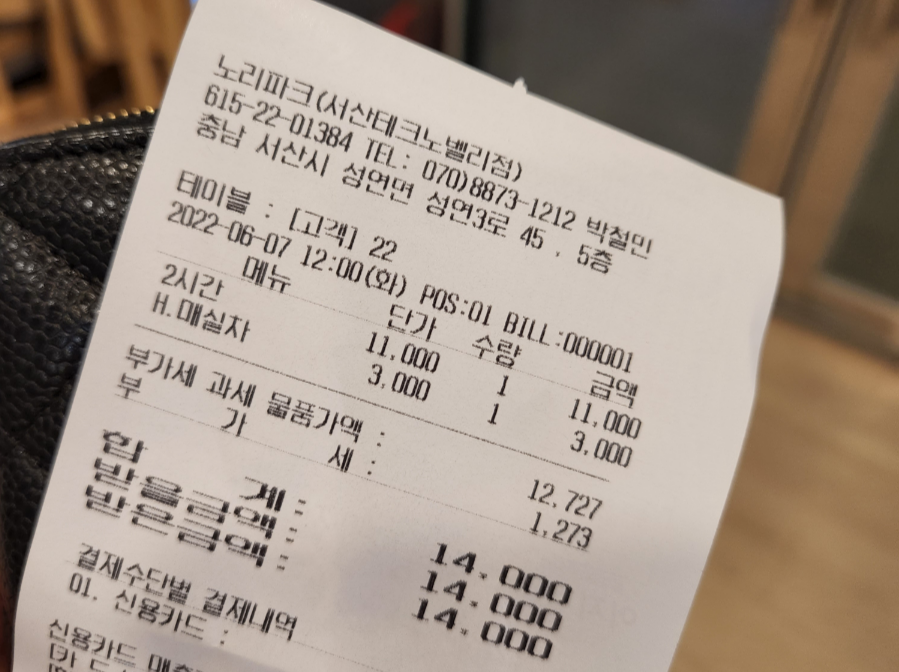 노리파크(서산테크노밸리점)
615-22-01384 TEL: 070)8873-1212 박철민
충남 서산시 성연면 성연3로 45 , 5층
테이블 : [고객] 22
2022-06-07 12:00(화) POS:01 BILL:000001
메뉴 단가 수량 금액
2시간 11,000 1 11,000
H.매실차 3,000 1 3,000
부가세 과세 물품가액 : 12,727
부 가 세 : 1,273
합 계 : 14,000
받을금액 : 14,000
받은금액 : 14,000
결제수단별 결제내역
01. 신용카드 :
신용카드